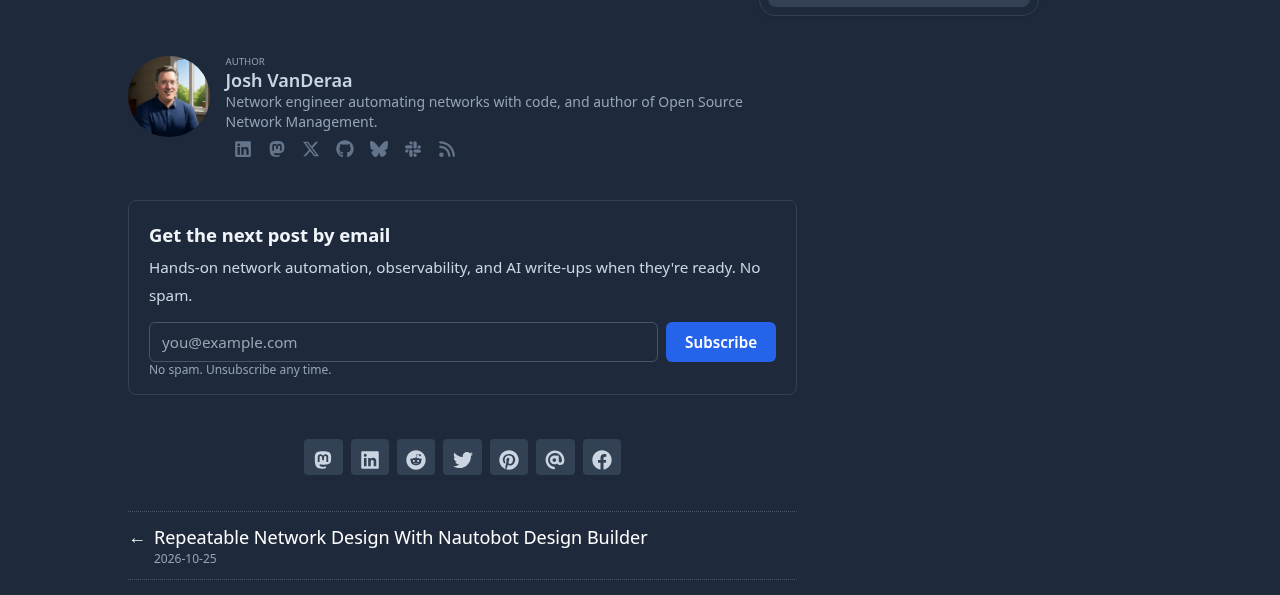 AUTHOR
Josh VanDeraa
Network engineer automating networks with code, and author of Open Source
Network Management.
Get the next post by email
Hands-on network automation, observability, and AI write-ups when they're ready. No
spam.
you@example.com
Subscribe
No spam. Unsubscribe any time.
← Repeatable Network Design With Nautobot Design Builder
2026-10-25